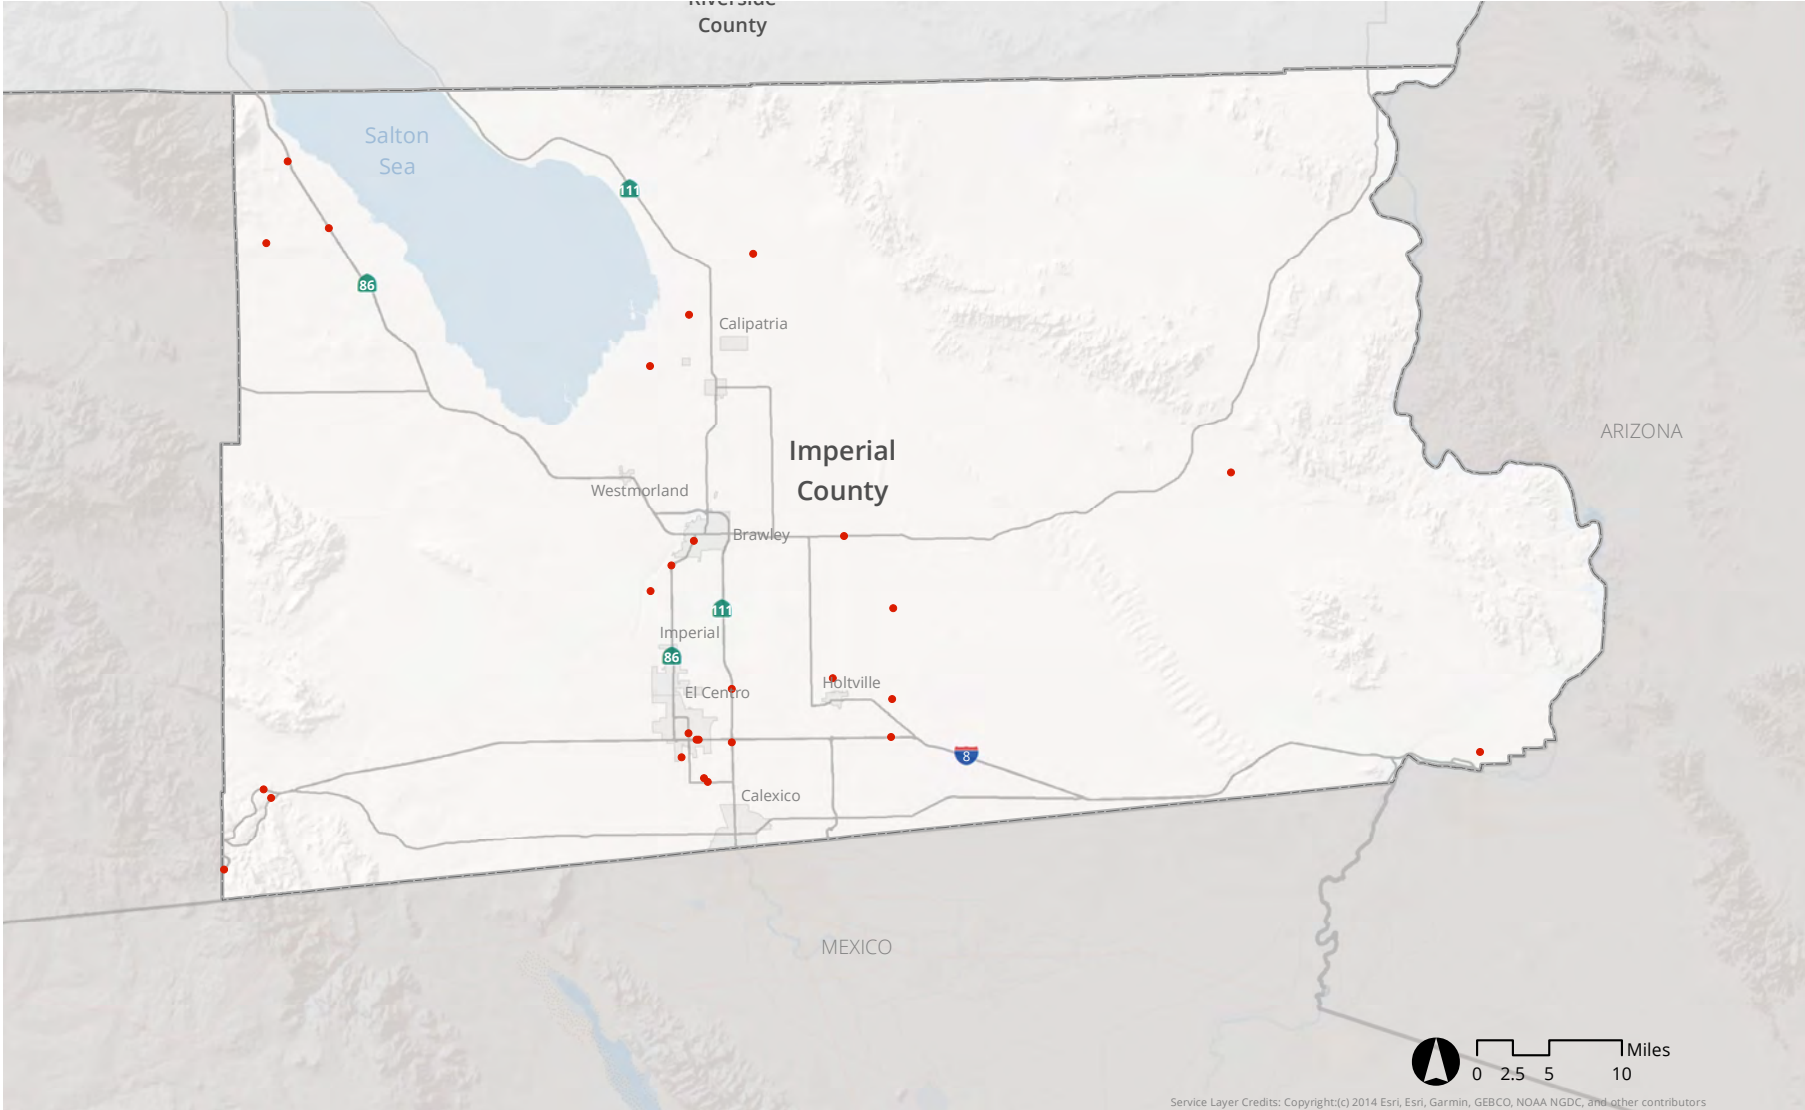 Riverside
County
Salton
Sea
111
86
Calipatria
Imperial
County
ARIZONA
Westmorland
Brawley
111
Imperial
86
El Centro
Holtville
8
Calexico
MEXICO
Miles
0 2.5 5 10
Service Layer Credits: Copyright:(c) 2014 Esri, Esri, Garmin, GEBCO, NOAA NGDC, and other contributors